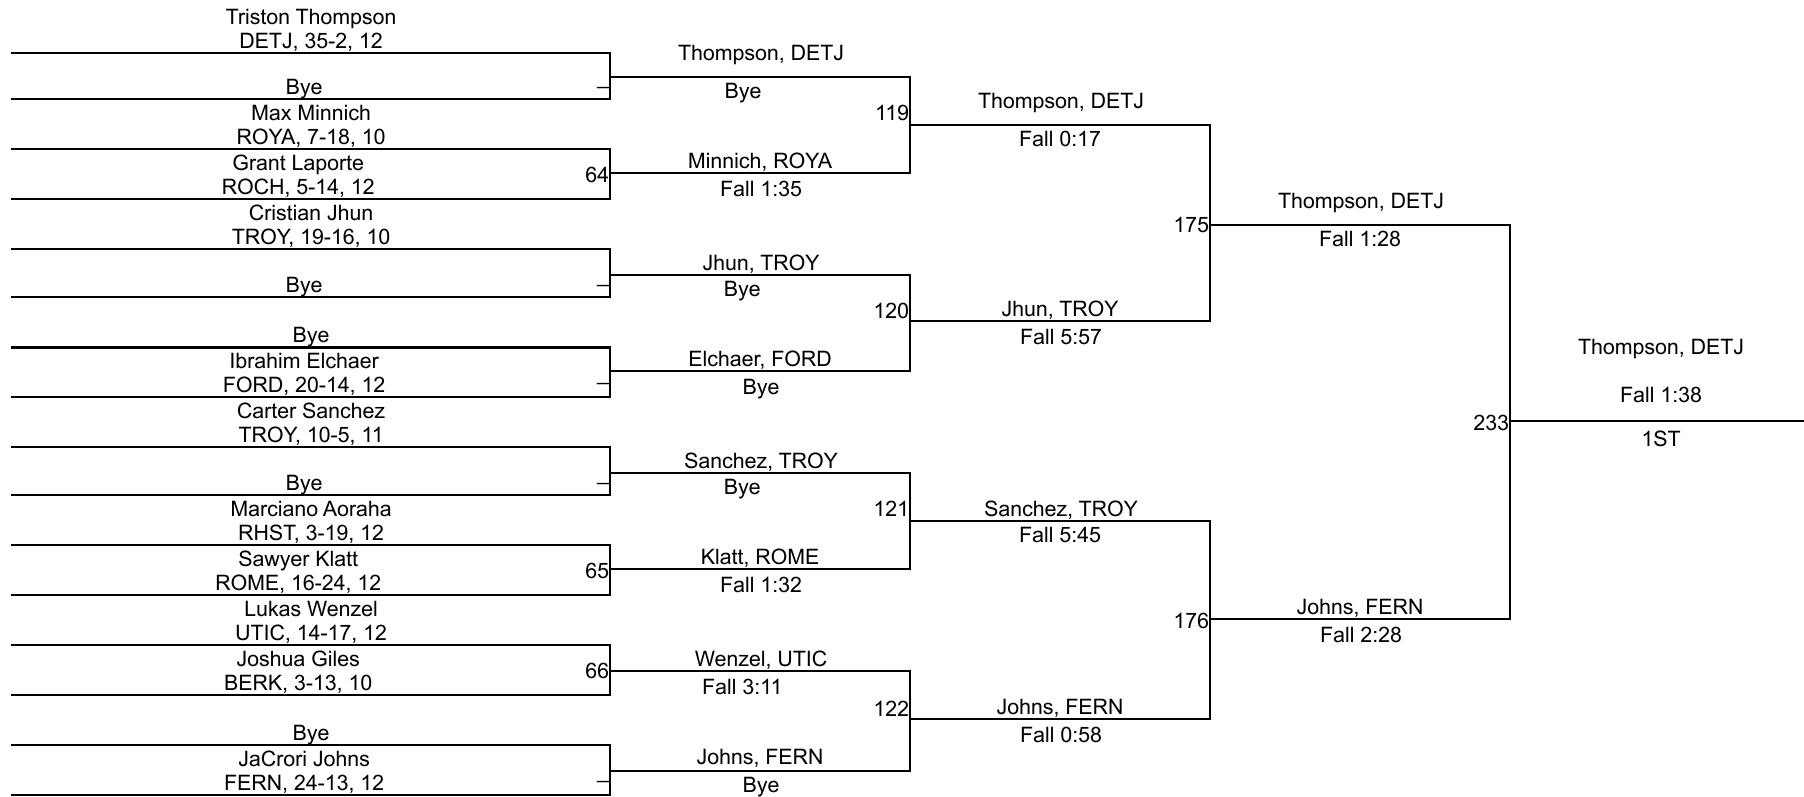 Triston Thompson
DETJ, 35-2, 12
Bye
Max Minnich
ROYA, 7-18, 10
Grant Laporte
ROCH, 5-14, 12
64
Cristian Jhun
TROY, 19-16, 10
Bye
Bye
Ibrahim Elchaer
FORD, 20-14, 12
Carter Sanchez
TROY, 10-5, 11
Bye
Marciano Aoraha
RHST, 3-19, 12
Sawyer Klatt
ROME, 16-24, 12
65
Lukas Wenzel
UTIC, 14-17, 12
Joshua Giles
BERK, 3-13, 10
66
Bye
JaCrori Johns
FERN, 24-13, 12
Thompson, DETJ
Bye
119
Minnich, ROYA
Fall 1:35
Jhun, TROY
Bye
120
Elchaer, FORD
Bye
Sanchez, TROY
Bye
121
Klatt, ROME
Fall 1:32
Wenzel, UTIC
Fall 3:11
122
Johns, FERN
Bye
Thompson, DETJ
Fall 0:17
175
Jhun, TROY
Fall 5:57
Sanchez, TROY
Fall 5:45
176
Johns, FERN
Fall 0:58
Thompson, DETJ
Fall 1:28
233
Johns, FERN
Fall 2:28
Thompson, DETJ
Fall 1:38
1ST